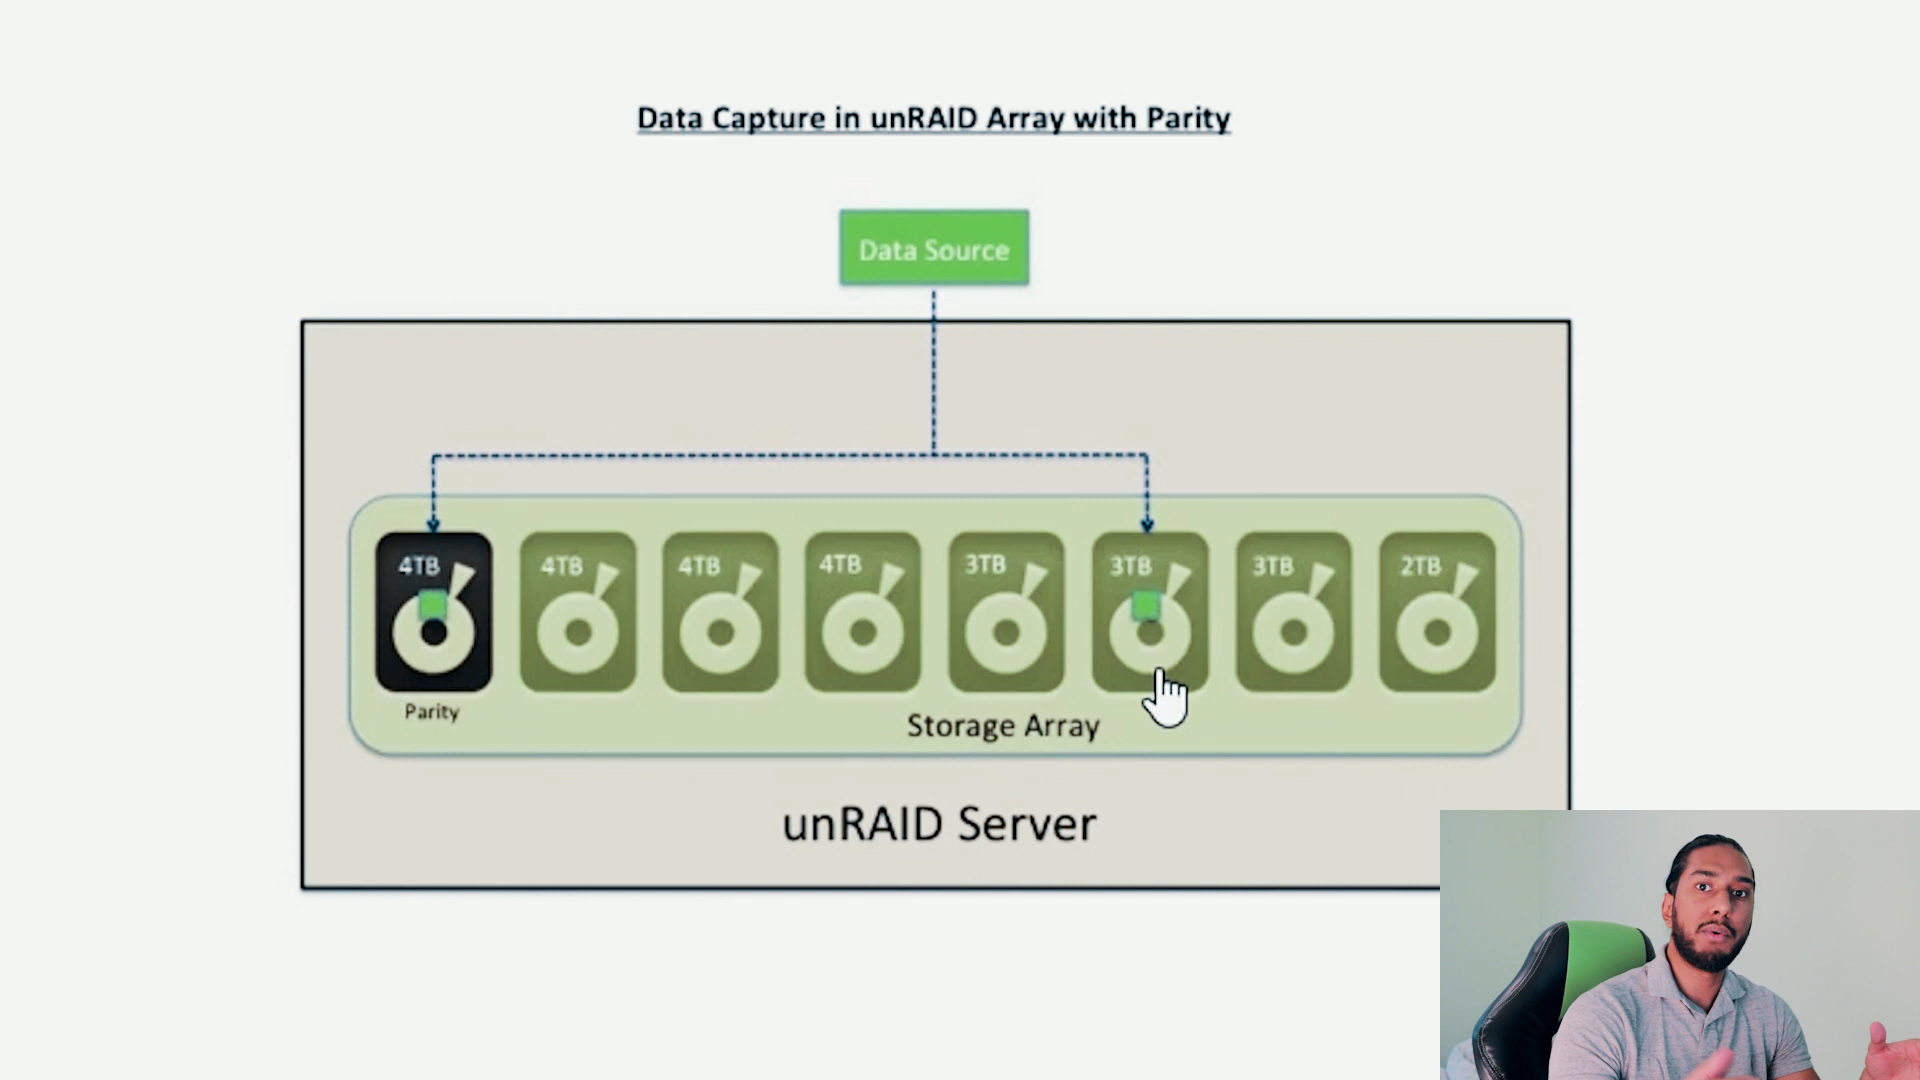 Data Capture in unRAID Array with Parity
Data Source
4TB 4TB 4TB 4TB 3TB 3TB 3TB 2TB
Parity
Storage Array
unRAID Server